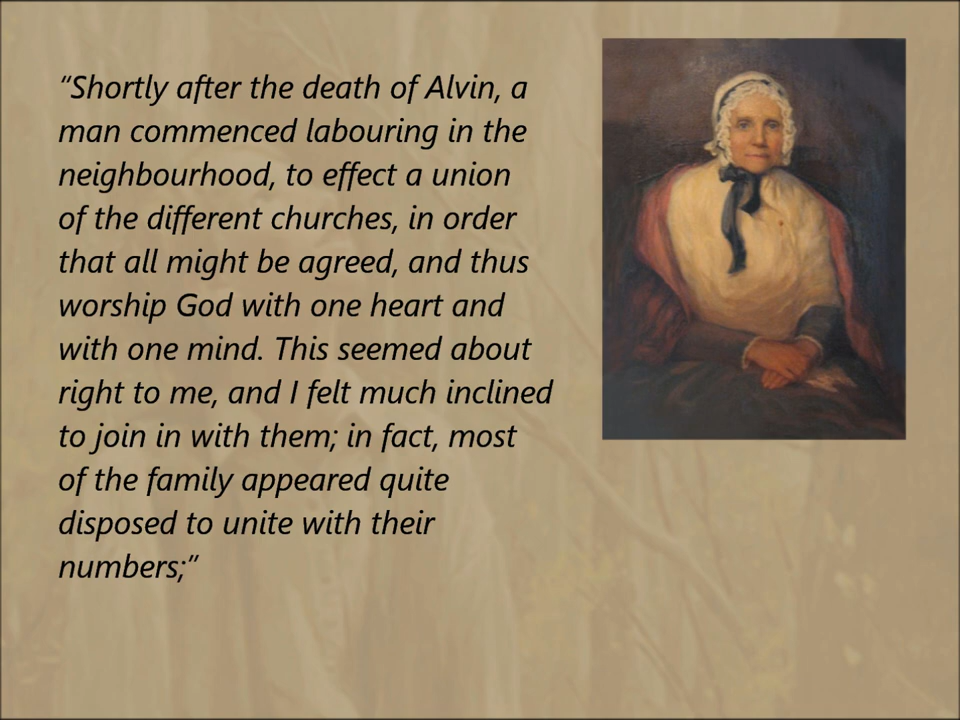 “Shortly after the death of Alvin, a
man commenced labouring in the
neighbourhood, to effect a union
of the different churches, in order
that all might be agreed, and thus
worship God with one heart and
with one mind. This seemed about
right to me, and I felt much inclined
to join in with them; in fact, most
of the family appeared quite
disposed to unite with their
numbers;”